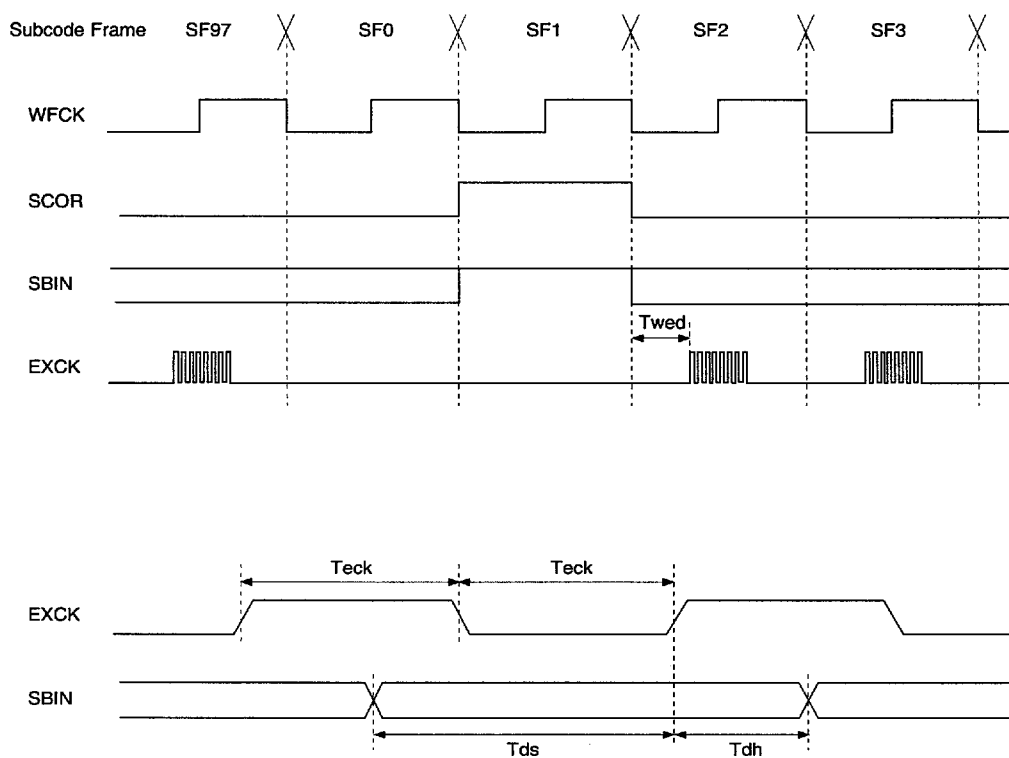 Subcode Frame SF97 SF0 SF1 SF2 SF3
WFCK
SCOR
SBIN
Twed
EXCK
Teck Teck
EXCK
SBIN
Tds Tdh